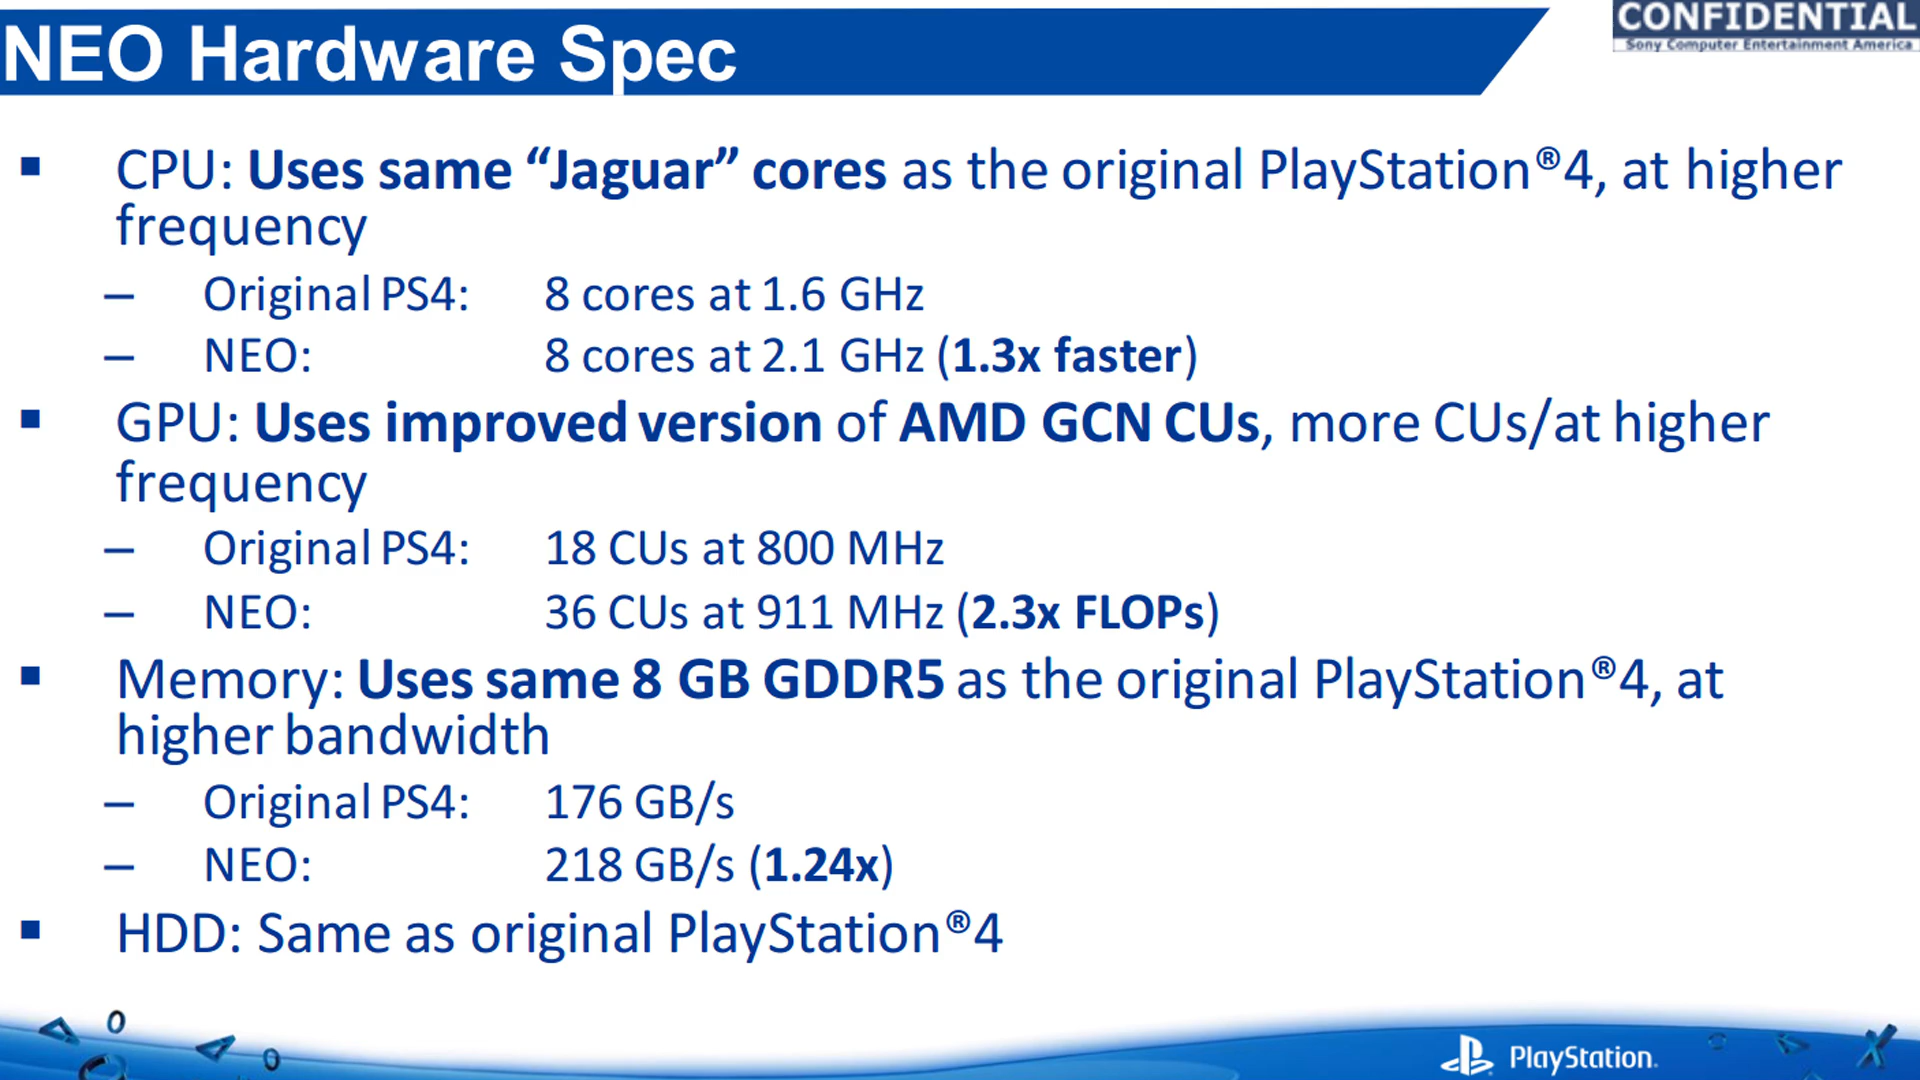 NEO Hardware Spec
CONFIDENTIAL
Sony Computer Entertainment America
▪ CPU: Uses same “Jaguar” cores as the original PlayStation®4, at higher
frequency
– Original PS4: 8 cores at 1.6 GHz
– NEO: 8 cores at 2.1 GHz (1.3x faster)
▪ GPU: Uses improved version of AMD GCN CUs, more CUs/at higher
frequency
– Original PS4: 18 CUs at 800 MHz
– NEO: 36 CUs at 911 MHz (2.3x FLOPs)
▪ Memory: Uses same 8 GB GDDR5 as the original PlayStation®4, at
higher bandwidth
– Original PS4: 176 GB/s
– NEO: 218 GB/s (1.24x)
▪ HDD: Same as original PlayStation®4
PlayStation.